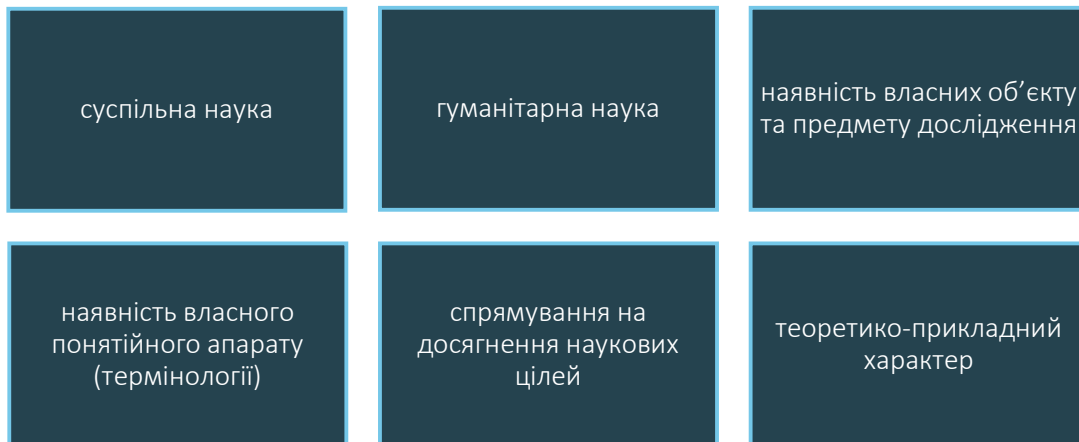 суспільна наука
гуманітарна наука
наявність власних об’єкту
та предмету дослідження
наявність власного
понятійного апарату
(термінології)
спрямування на
досягнення наукових
цілей
теоретико-прикладний
характер